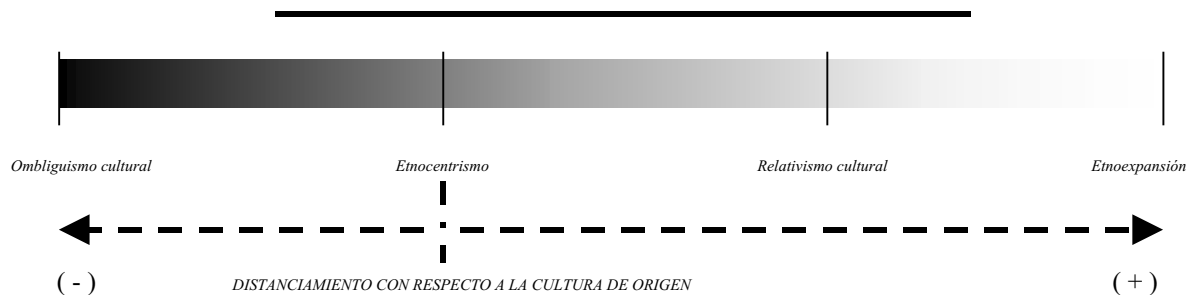 Ombliguismo cultural
Etnocentrismo
Relativismo cultural
Etnoexpansión
( - )
DISTANCIAMIENTO CON RESPECTO A LA CULTURA DE ORIGEN
( + )